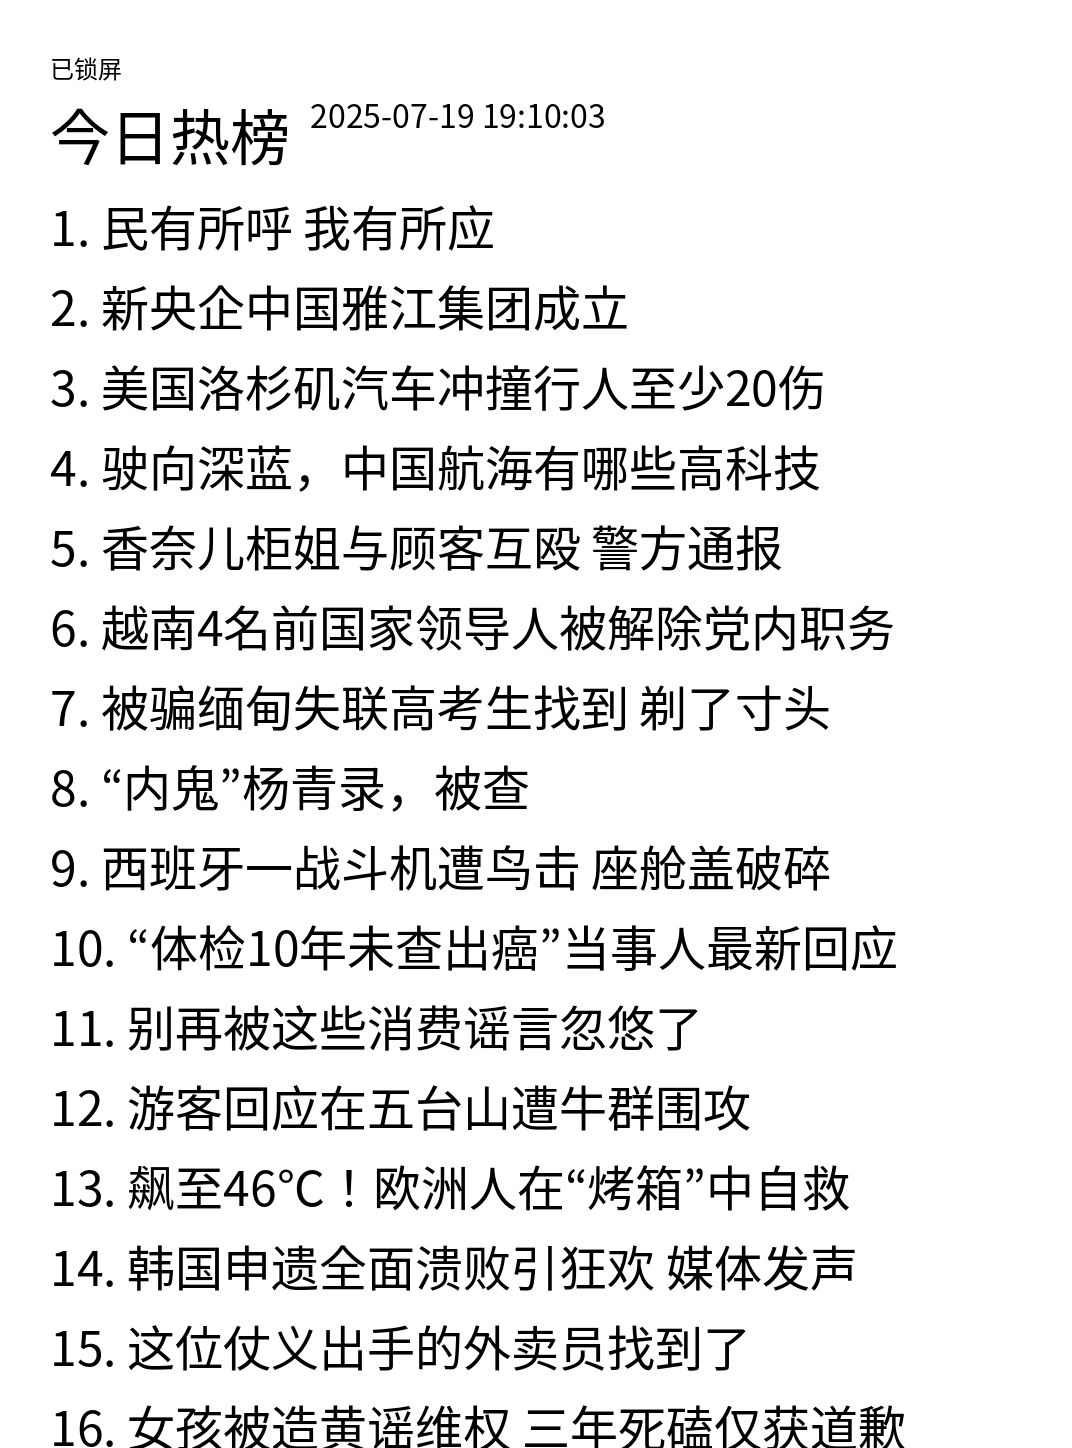 已锁屏
今日热榜 2025-07-19 19:10:03
1. 民有所呼 我有所应
2. 新央企中国雅江集团成立
3. 美国洛杉矶汽车冲撞行人至少20伤
4. 驶向深蓝，中国航海有哪些高科技
5. 香奈儿柜姐与顾客互殴 警方通报
6. 越南4名前国家领导人被解除党内职务
7. 被骗缅甸失联高考生找到 剃了寸头
8. “内鬼”杨青录，被查
9. 西班牙一战斗机遭鸟击 座舱盖破碎
10. “体检10年未查出癌”当事人最新回应
11. 别再被这些消费谣言忽悠了
12. 游客回应在五台山遭牛群围攻
13. 飙至46℃！欧洲人在“烤箱”中自救
14. 韩国申遗全面溃败引狂欢 媒体发声
15. 这位仗义出手的外卖员找到了
16. 女孩被造黄谣维权 三年死磕仅获道歉